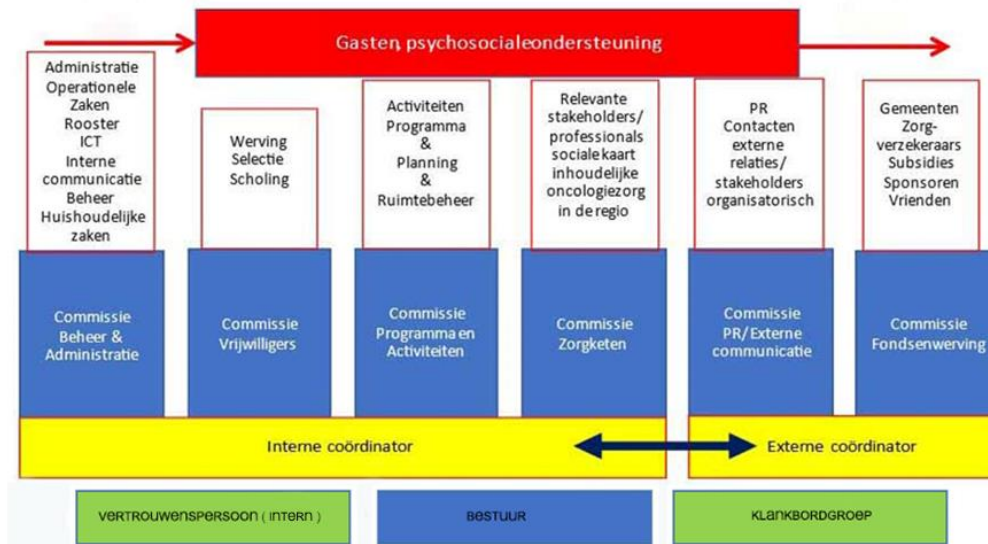 Gasten, psychosocialeondersteuning
Administratie
Operationele
Zaken
Rooster
ICT
Interne
communicatie
Beheer
Huishoudelijke
zaken
Werving
Selectie
Scholing
Activiteiten
Programma
&
Planning
&
Ruimtebeheer
Relevante
stakeholders/
professionals
socialekaart
inhoudelijke
oncologiezorg
in de regio
PR
Contacten
externe
relaties/
stakeholders
organisatorisch
Gemeenten
Zorg-
verzekeraars
Subsidies
Sponsoren
Vrienden
Commissie
Beheer &
Administratie
Commissie
Vrijwilligers
Commissie
Programma en
Activiteiten
Commissie
Zorgketen
Commissie
PR/Externe
communicatie
Commissie
Fondsenwerving
Interne coördinator
Externe coördinator
Vertrouwenspersoon ( intern )
Bestuur
Klankbordgroep